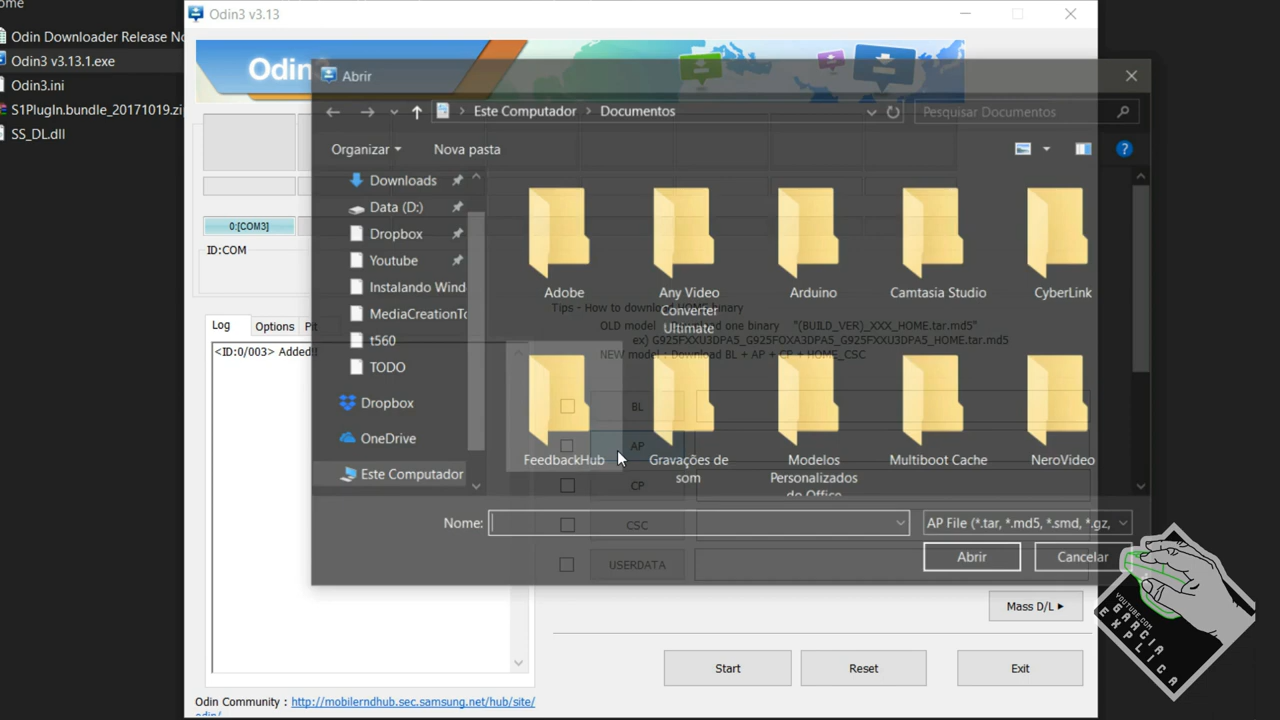 ome
Odin Downloader Release No
Odin3 v3.13.1.exe
Odin3.ini
S1PlugIn.bundle_20171019.zi
SS_DL.dll
Odin3 v3.13
Odin
Abrir
Este Computador > Documentos
Pesquisar Documentos
Organizar
Nova pasta
Downloads
Data (D:)
Dropbox
Youtube
Instalando Wind
MediaCreationTo
t560
TODO
Dropbox
OneDrive
Este Computador
Adobe
Any Video
Converter
Ultimate
Arduino
Camtasia Studio
CyberLink
FeedbackHub
Gravações de
som
Modelos
Personalizados
do Office
Multiboot Cache
NeroVideo
Nome:
AP File (*.tar, *.md5, *.smd, *.gz,
Abrir
Cancelar
0:[COM3]
ID:COM
Log
Options
Pit
<ID:0/003> Added!!
Tips - How to download HOME binary
OLD model : Download one binary "(BUILD_VER)_XXX_HOME.tar.md5"
ex) G925FXXU3DPA5_G925FOXA3DPA5_G925FXXU3DPA5_HOME.tar.md5
NEW model : Download BL + AP + CP + HOME_CSC
BL
AP
CP
CSC
USERDATA
Mass D/L
Start
Reset
Exit
Odin Community : http://mobilerndhub.sec.samsung.net/hub/site/
odin/
YOUTUBE.COM
GARCIA
EXPLICA